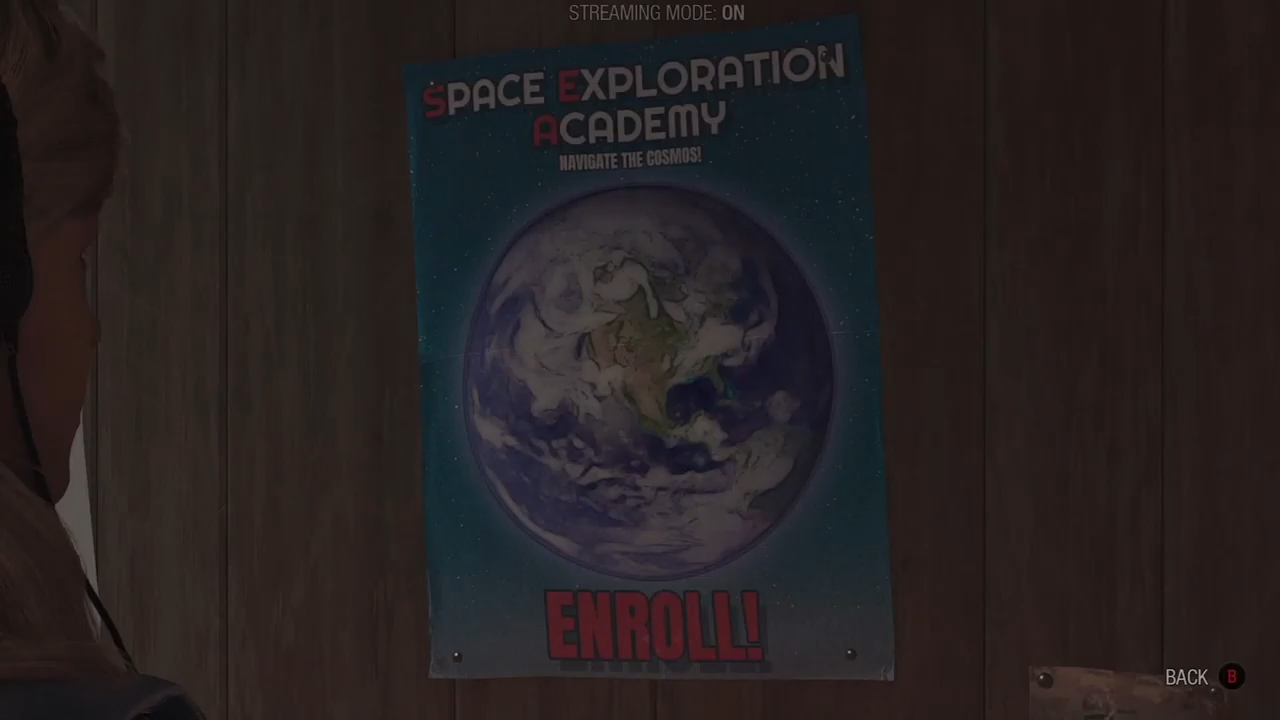 STREAMING MODE: ON
SPACE EXPLORATION
ACADEMY
NAVIGATE THE COSMOS!
ENROLL!
BACK B